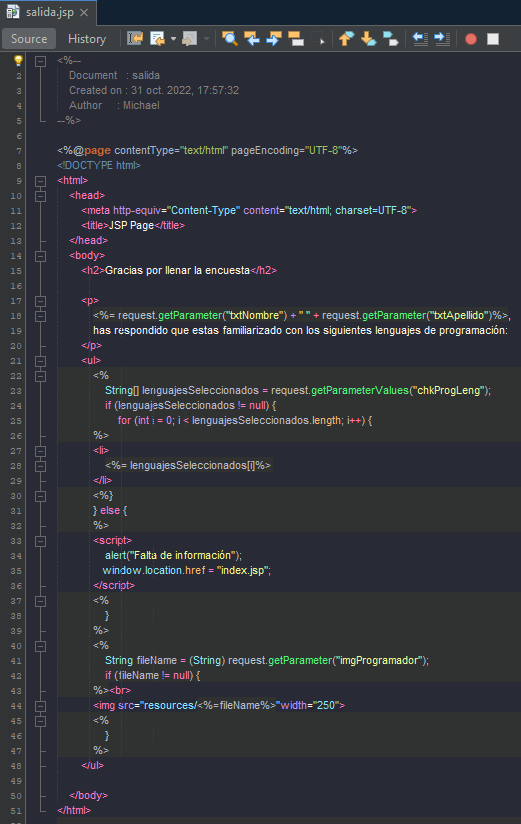 salida.jsp
Source History
<%--
2 Document : salida
3 Created on : 31 oct. 2022, 17:57:32
4 Author : Michael
5 --%>
6
7 <%@page contentType="text/html" pageEncoding="UTF-8"%>
8 <!DOCTYPE html>
9 <html>
10 <head>
11 <meta http-equiv="Content-Type" content="text/html; charset=UTF-8">
12 <title>JSP Page</title>
13 </head>
14 <body>
15 <h2>Gracias por llenar la encuesta</h2>
16
17 <p>
18 <%= request.getParameter("txtNombre") + " " + request.getParameter("txtApellido")%>,
19 has respondido que estas familiarizado con los siguientes lenguajes de programación:
20 </p>
21 <ul>
22 <%
23 String[] lenguajesSeleccionados = request.getParameterValues("chkProgLeng");
24 if (lenguajesSeleccionados != null) {
25 for (int i = 0; i < lenguajesSeleccionados.length; i++) {
26 %>
27 <li>
28 <%= lenguajesSeleccionados[i]%>
29 </li>
30 <%}
31 } else {
32 %>
33 <script>
34 alert("Falta de información");
35 window.location.href = "index.jsp";
36 </script>
37 <%
38 }
39 %>
40 <%
41 String fileName = (String) request.getParameter("imgProgramador");
42 if (fileName != null) {
43 %><br>
44 <img src="resources/<%=fileName%>"width="250">
45 <%
46 }
47 %>
48 </ul>
49
50 </body>
51 </html>